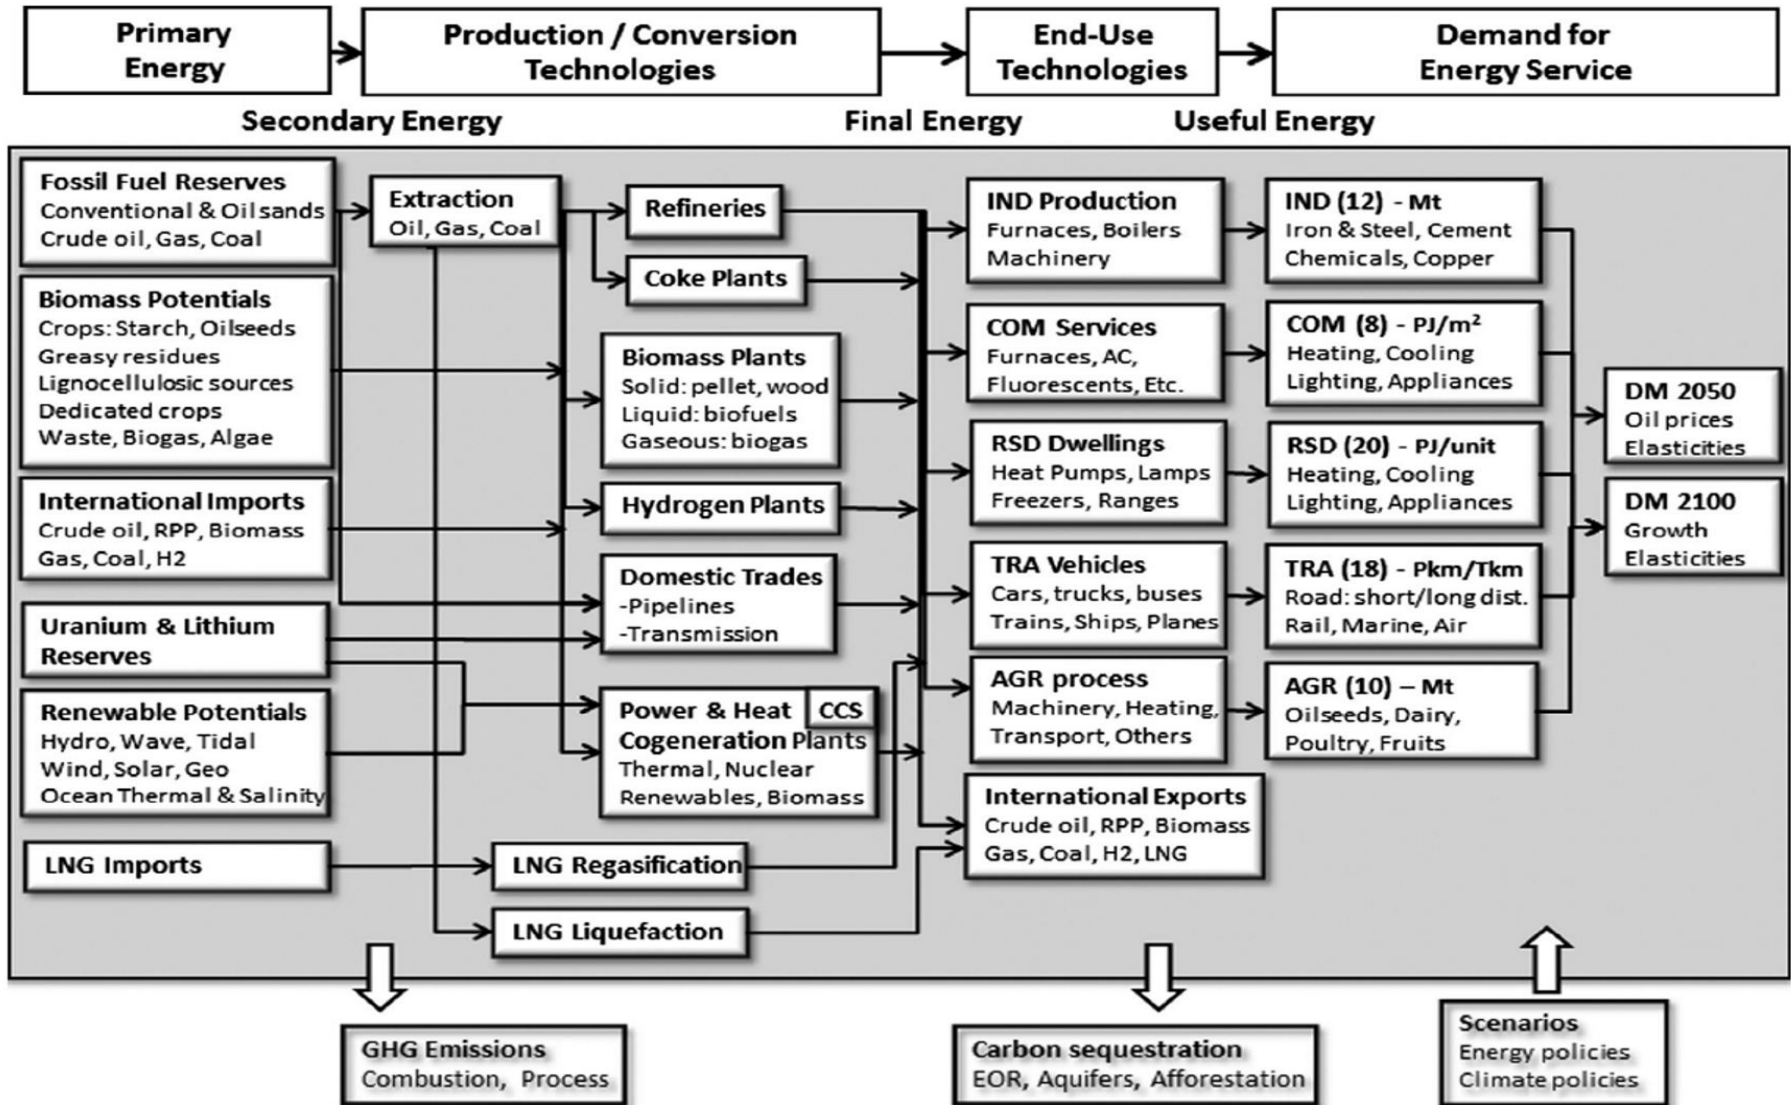 Primary
Energy
Production / Conversion
Technologies
End-Use
Technologies
Demand for
Energy Service
Secondary Energy
Final Energy
Useful Energy
Fossil Fuel Reserves
Conventional & Oil sands
Crude oil, Gas, Coal
Biomass Potentials
Crops: Starch, Oilseeds
Greasy residues
Lignocellulosic sources
Dedicated crops
Waste, Biogas, Algae
International Imports
Crude oil, RPP, Biomass
Gas, Coal, H2
Uranium & Lithium
Reserves
Renewable Potentials
Hydro, Wave, Tidal
Wind, Solar, Geo
Ocean Thermal & Salinity
LNG Imports
Extraction
Oil, Gas, Coal
Refineries
Coke Plants
Biomass Plants
Solid: pellet, wood
Liquid: biofuels
Gaseous: biogas
Hydrogen Plants
Domestic Trades
-Pipelines
-Transmission
Power & Heat
CCS
Cogeneration Plants
Thermal, Nuclear
Renewables, Biomass
LNG Regasification
LNG Liquefaction
IND Production
Furnaces, Boilers
Machinery
COM Services
Furnaces, AC,
Fluorescents, Etc.
RSD Dwellings
Heat Pumps, Lamps
Freezers, Ranges
TRA Vehicles
Cars, trucks, buses
Trains, Ships, Planes
AGR process
Machinery, Heating,
Transport, Others
International Exports
Crude oil, RPP, Biomass
Gas, Coal, H2, LNG
IND (12) - Mt
Iron & Steel, Cement
Chemicals, Copper
COM (8) - PJ/m²
Heating, Cooling
Lighting, Appliances
RSD (20) - PJ/unit
Heating, Cooling
Lighting, Appliances
TRA (18) - Pkm/Tkm
Road: short/long dist.
Rail, Marine, Air
AGR (10) – Mt
Oilseeds, Dairy,
Poultry, Fruits
DM 2050
Oil prices
Elasticities
DM 2100
Growth
Elasticities
GHG Emissions
Combustion, Process
Carbon sequestration
EOR, Aquifers, Afforestation
Scenarios
Energy policies
Climate policies